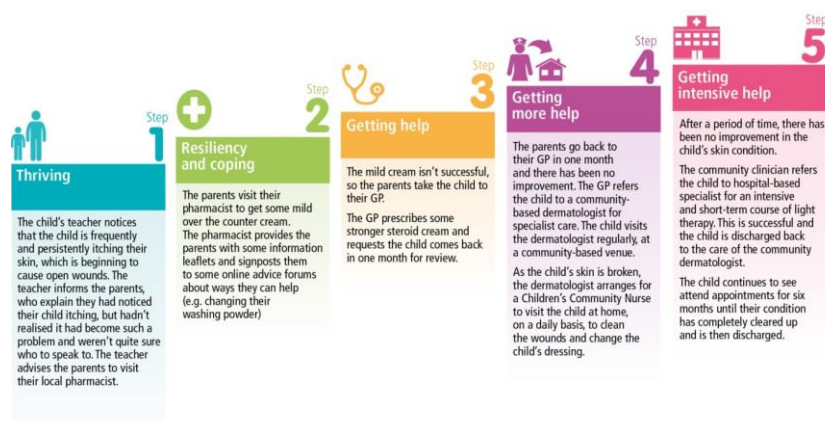 Step
1
Thriving
The child's teacher notices
that the child is frequently
and persistently itching their
skin, which is beginning to
cause open wounds. The
teacher informs the parents,
who explain they had noticed
their child itching, but hadn't
realised it had become such a
problem and weren't quite sure
who to speak to. The teacher
advises the parents to visit
their local pharmacist.
Step
2
Resiliency
and coping
The parents visit their
pharmacist to get some mild
over the counter cream.
The pharmacist provides the
parents with some information
leaflets and signposts them
to some online advice forums
about ways they can help
(e.g. changing their
washing powder)
Step
3
Getting help
The mild cream isn't successful,
so the parents take the child to
their GP.
The GP prescribes some
stronger steroid cream and
requests the child comes back
in one month for review.
Step
4
Getting
more help
The parents go back to
their GP in one month
and there has been no
improvement. The GP refers
the child to a community-
based dermatologist for
specialist care. The child visits
the dermatologist regularly, at
a community-based venue.
As the child's skin is broken,
the dermatologist arranges for
a Children's Community Nurse
to visit the child at home,
on a daily basis, to clean
the wounds and change the
child's dressing.
Step
5
Getting
intensive help
After a period of time, there has
been no improvement in the
child's skin condition.
The community clinician refers
the child to hospital-based
specialist for an intensive
and short-term course of light
therapy. This is successful and
the child is discharged back
to the care of the community
dermatologist.
The child continues to see
attend appointments for six
months until their condition
has completely cleared up
and is then discharged.